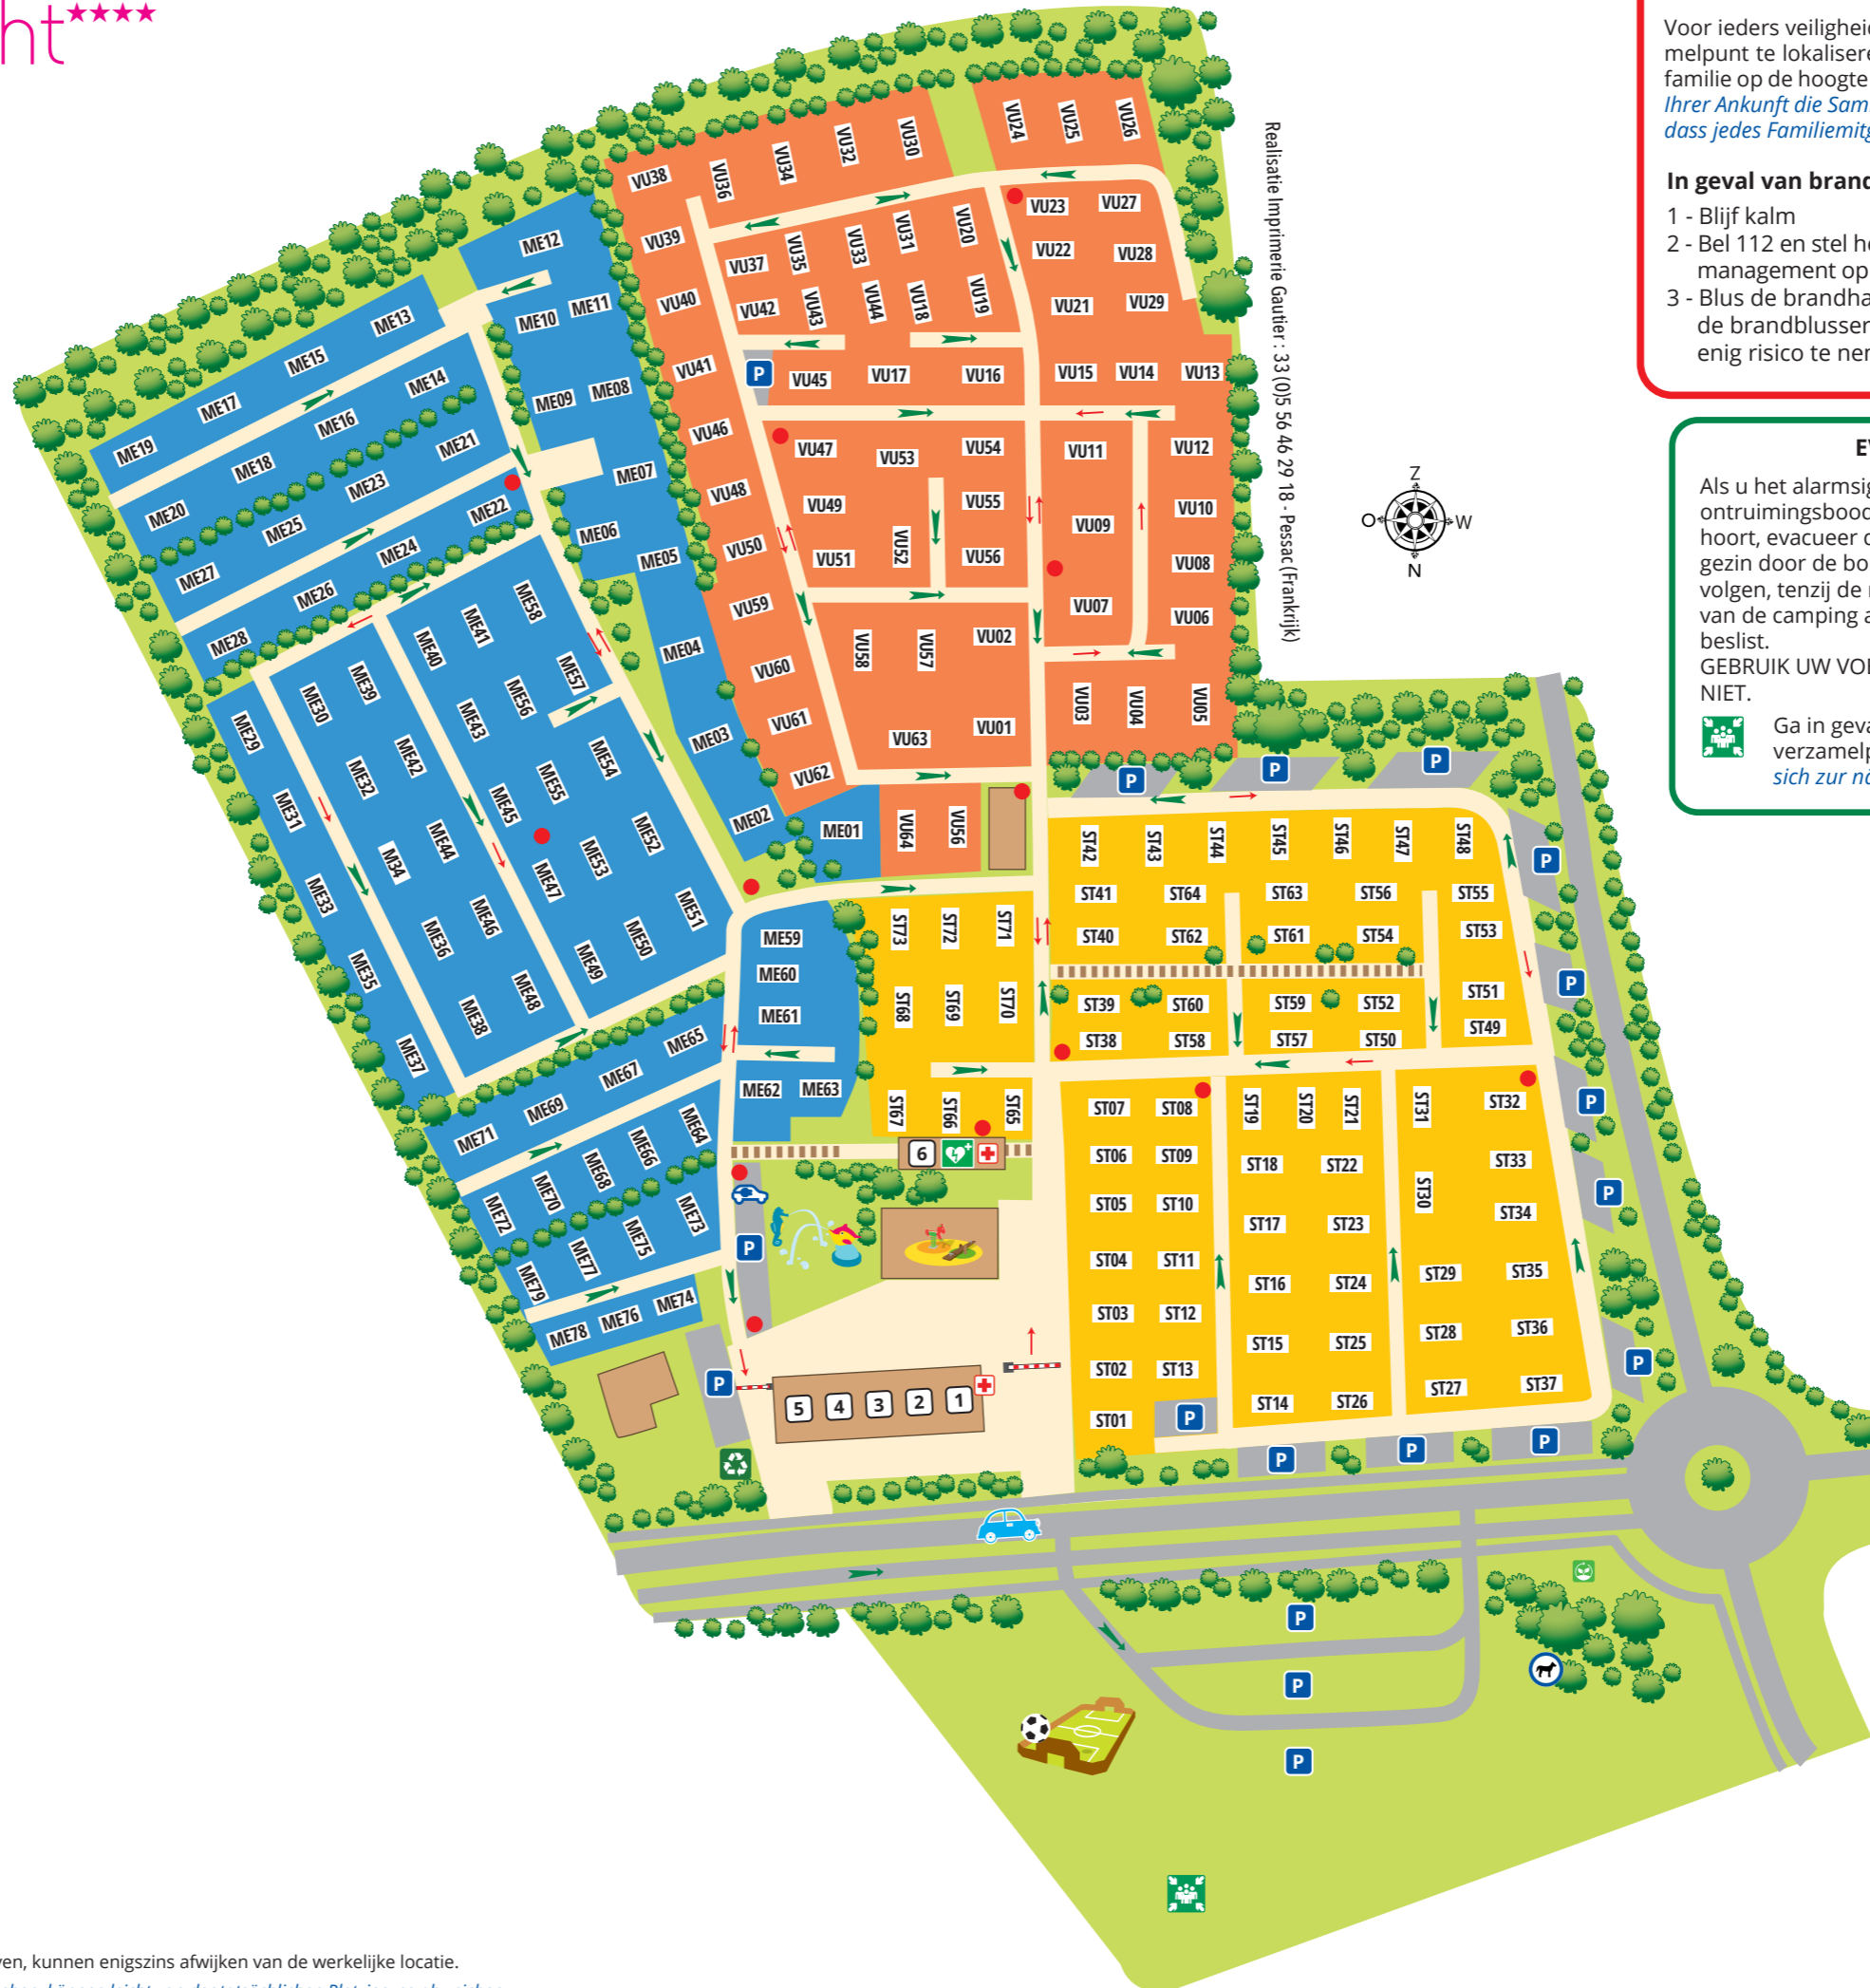 ht****
Voor ieders veiligheid
melpunt te lokalisere
familie op de hoogte
Ihrer Ankunft die Sam
dass jedes Familiemitg
In geval van brand
1 - Blijf kalm
2 - Bel 112 en stel he
management op
3 - Blus de brandha
de brandblusser
enig risico te ner
EV
Als u het alarmsig
ontruimingsbood
hoort, evacueer d
gezin door de bo
volgen, tenzij de r
van de camping a
beslist.
GEBRUIK UW VOE
NIET.
Ga in geva
verzamelp
sich zur nä
Realisatie Imprimerie Gautier : 33 (0)5 56 46 29 18 - Pessac (Frankrijk)
Z
O W
N
VU24 VU25 VU26
VU38 VU36 VU34 VU32 VU30
VU23 VU27
VU39 VU37 VU35 VU33 VU31 VU20 VU22 VU28
VU40 VU42 VU43 VU44 VU18 VU19 VU21 VU29
VU41 P VU45 VU17 VU16 VU15 VU14 VU13
VU46 VU47 VU53 VU54 VU11 VU12
VU48 VU49 VU55 VU09 VU10
VU50 VU51 VU52 VU56 VU08
VU59 VU07 VU06
VU60 VU58 VU57 VU02
VU61 VU63 VU01 VU03 VU04 VU05
VU62
VU64 VU56
ME12
ME13 ME10 ME11
ME15 ME14 ME09 ME08
ME17 ME16
ME19 ME18 ME21 ME07
ME20 ME23 ME22 ME06
ME25 ME24 ME05
ME27 ME26
ME28 ME04
ME58
ME41
ME40
ME39 ME57
ME30 ME56
ME29 ME43 ME03
ME42 ME54
ME32 ME55
ME31 ME45 ME02 ME01
ME44 ME52
M34 ME53
ME33 ME47
ME46 ME51
ME36 ME50
ME35 ME49
ME48
ME38
ME37
ME59
ME60
ME61
ME62 ME63
ME65
ME67
ME69
ME71
ME64
ME66
ME68
ME70
ME72
ME73
ME75
ME77
ME79
ME74
ME76
ME78
P P P
ST42 ST43 ST44 ST45 ST46 ST47 ST48 P
ST41 ST64 ST63 ST56 ST55
ST73 ST72 ST71 ST40 ST62 ST61 ST54 ST53
P
ST68 ST69 ST70 ST39 ST60 ST59 ST52 ST51
ST38 ST58 ST57 ST50 ST49
ST67 ST66 ST65 ST07 ST08 ST19 ST20 ST21 ST31 ST32 P
6 ST06 ST09 ST18 ST22 ST33
ST05 ST10 ST30 P
ST17 ST23 ST34
P ST04 ST11 ST16 ST24 ST29 ST35
ST03 ST12 ST15 ST25 ST28 ST36
P ST02 ST13 ST27 ST37 P
5 4 3 2 1 ST01 P ST14 ST26
P P P
P
P
P
ven, kunnen enigszins afwijken van de werkelijke locatie.